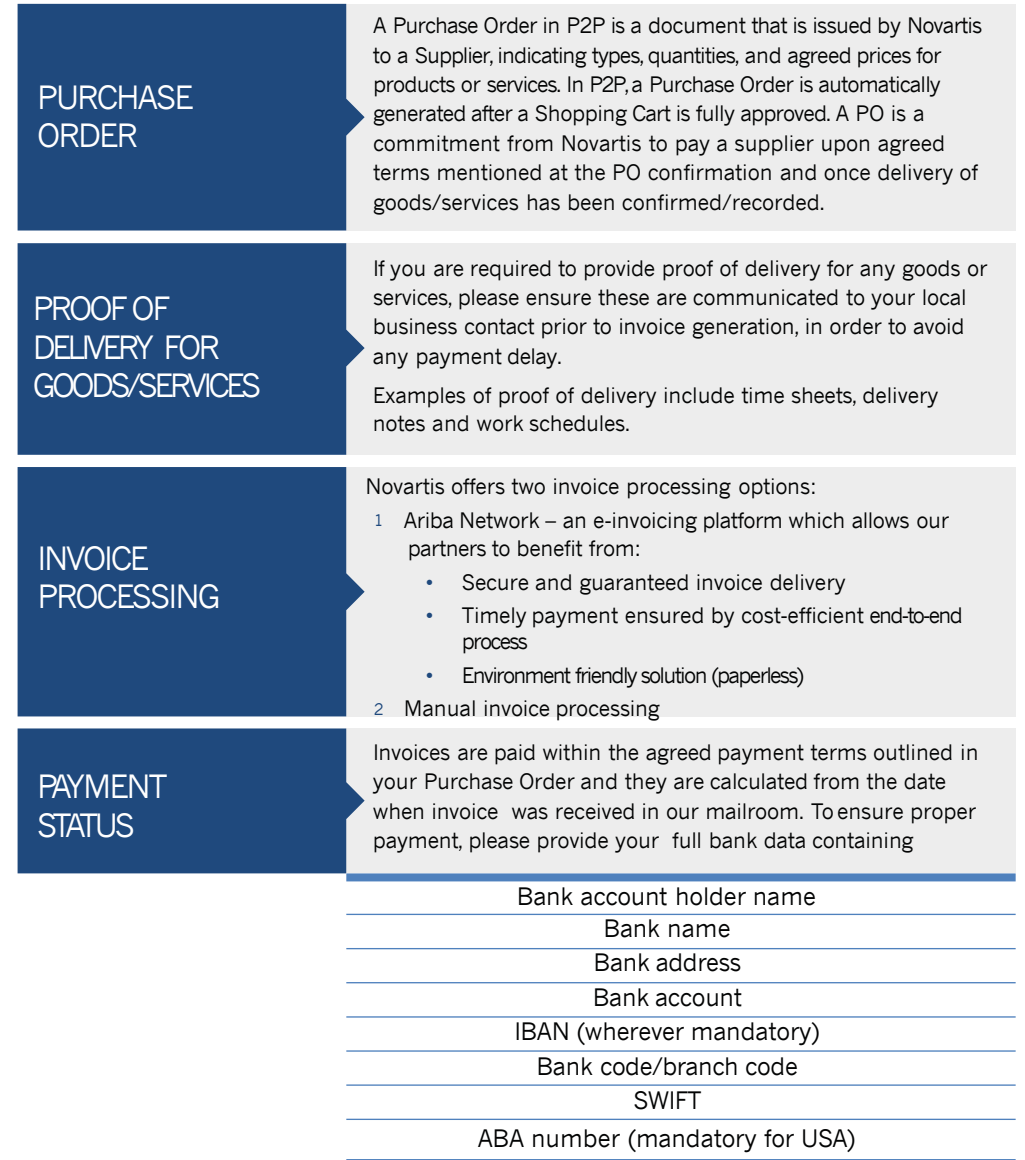 PURCHASE
ORDER
A Purchase Order in P2P is a document that is issued by Novartis
to a Supplier, indicating types, quantities, and agreed prices for
products or services. In P2P, a Purchase Order is automatically
generated after a Shopping Cart is fully approved. A PO is a
commitment from Novartis to pay a supplier upon agreed
terms mentioned at the PO confirmation and once delivery of
goods/services has been confirmed/recorded.
PROOF OF
DELIVERY FOR
GOODS/SERVICES
If you are required to provide proof of delivery for any goods or
services, please ensure these are communicated to your local
business contact prior to invoice generation, in order to avoid
any payment delay.
Examples of proof of delivery include time sheets, delivery
notes and work schedules.
INVOICE
PROCESSING
Novartis offers two invoice processing options:
1 Ariba Network – an e-invoicing platform which allows our
partners to benefit from:
• Secure and guaranteed invoice delivery
• Timely payment ensured by cost-efficient end-to-end
process
• Environment friendly solution (paperless)
2 Manual invoice processing
PAYMENT
STATUS
Invoices are paid within the agreed payment terms outlined in
your Purchase Order and they are calculated from the date
when invoice was received in our mailroom. To ensure proper
payment, please provide your full bank data containing
Bank account holder name
Bank name
Bank address
Bank account
IBAN (wherever mandatory)
Bank code/branch code
SWIFT
ABA number (mandatory for USA)